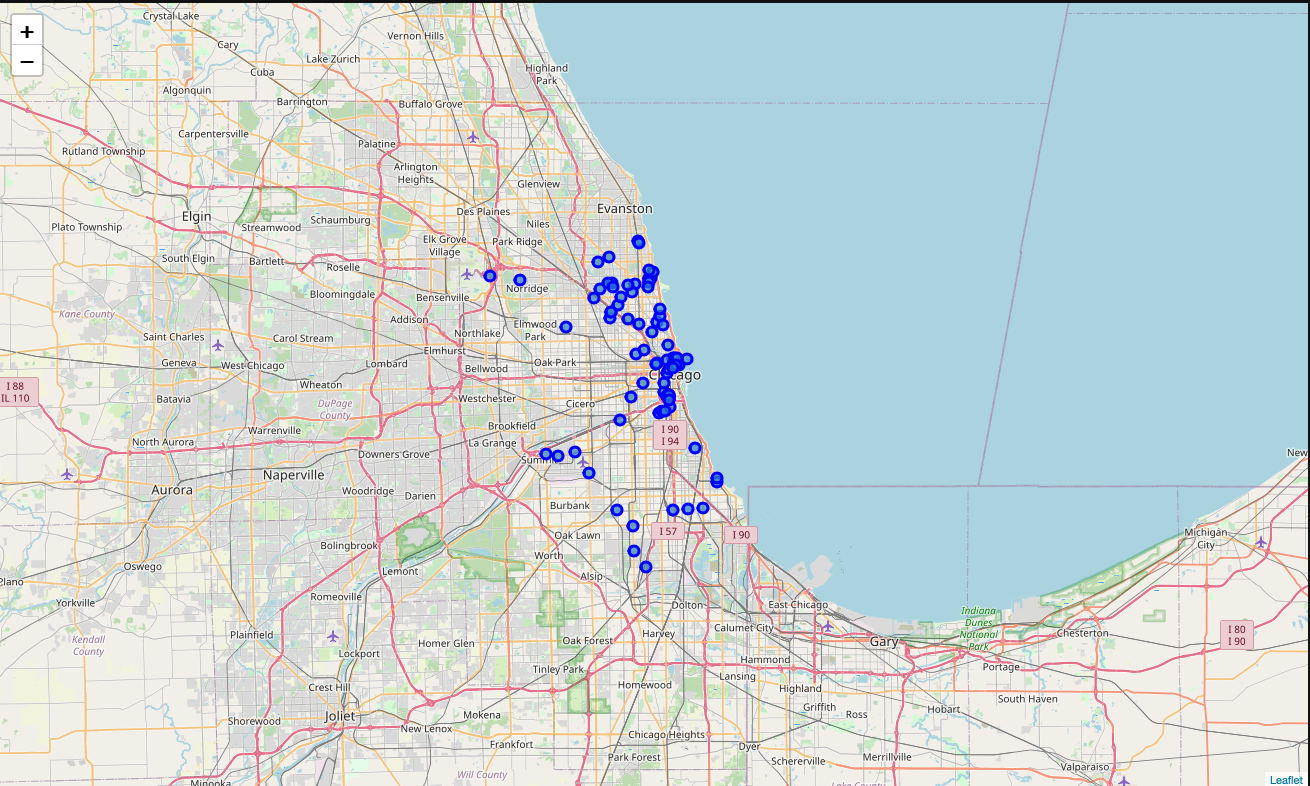 +
−
Crystal Lake
Vernon Hills
Cary
Lake Zurich
Cuba
Highland
Park
Algonquin
Barrington
Buffalo Grove
Carpentersville
Palatine
Rutland Township
Arlington
Heights
Glenview
Elgin
Schaumburg
Des Plaines
Evanston
Plato Township
Streamwood
Niles
Elk Grove
Village
Park Ridge
South Elgin
Bartlett
Roselle
Norridge
Bloomingdale
Bensenville
Kane County
Addison
Northlake
Elmwood
Park
Saint Charles
Carol Stream
Elmhurst
Geneva
West Chicago
Lombard
Bellwood
Oak Park
Chicago
I 88
IL 110
Wheaton
Batavia
DuPage
County
Westchester
Cicero
Warrenville
Brookfield
I 90
I 94
North Aurora
La Grange
Downers Grove
Summit
New
Naperville
Aurora
Woodridge
Darien
Burbank
I 57
I 90
Oak Lawn
Michigan
City
Bolingbrook
Worth
Oswego
Lemont
Alsip
Plano
Yorkville
Romeoville
Dolton
East Chicago
Indiana
Dunes
National
Park
Kendall
County
Plainfield
Homer Glen
Oak Forest
Harvey
Calumet City
Gary
Chesterton
I 80
I 90
Lockport
Tinley Park
Hammond
Portage
Crest Hill
Homewood
Lansing
Highland
South Haven
Joliet
Mokena
Griffith
Ross
Hobart
Shorewood
New Lenox
Frankfort
Chicago Heights
Dyer
Park Forest
Schererville
Merrillville
Will County
Valparaiso
Minooka
Lake County
Leaflet